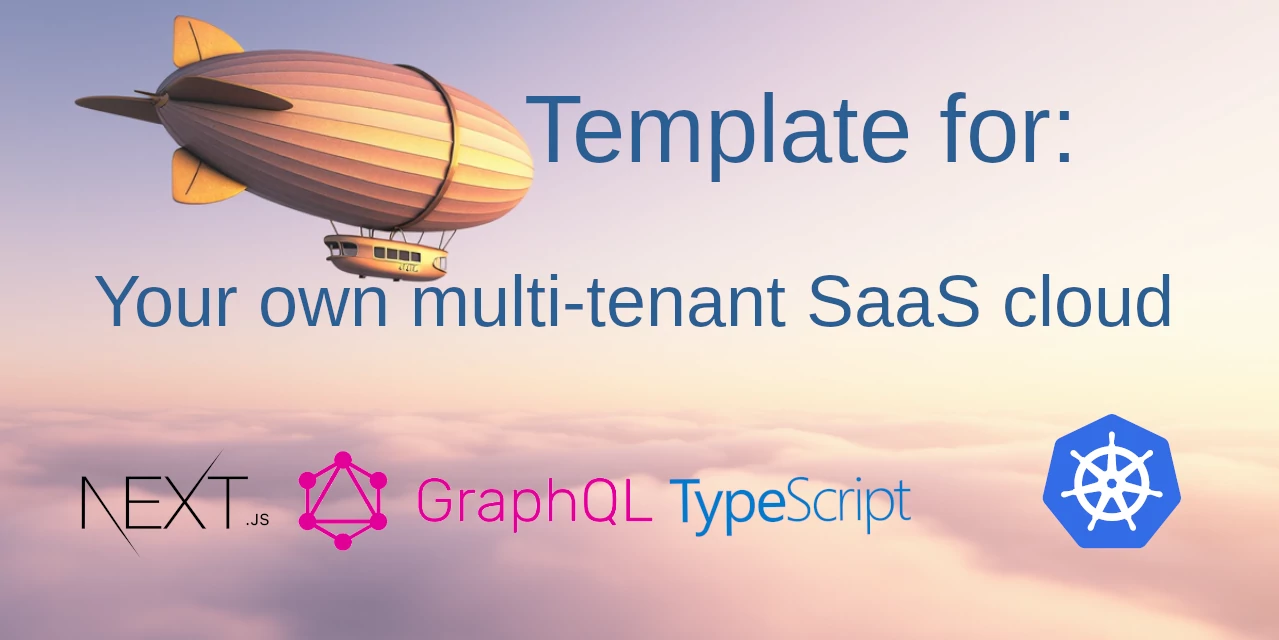 Template for:
Your own multi-tenant SaaS cloud
NEXT.JS GraphQL TypeScript